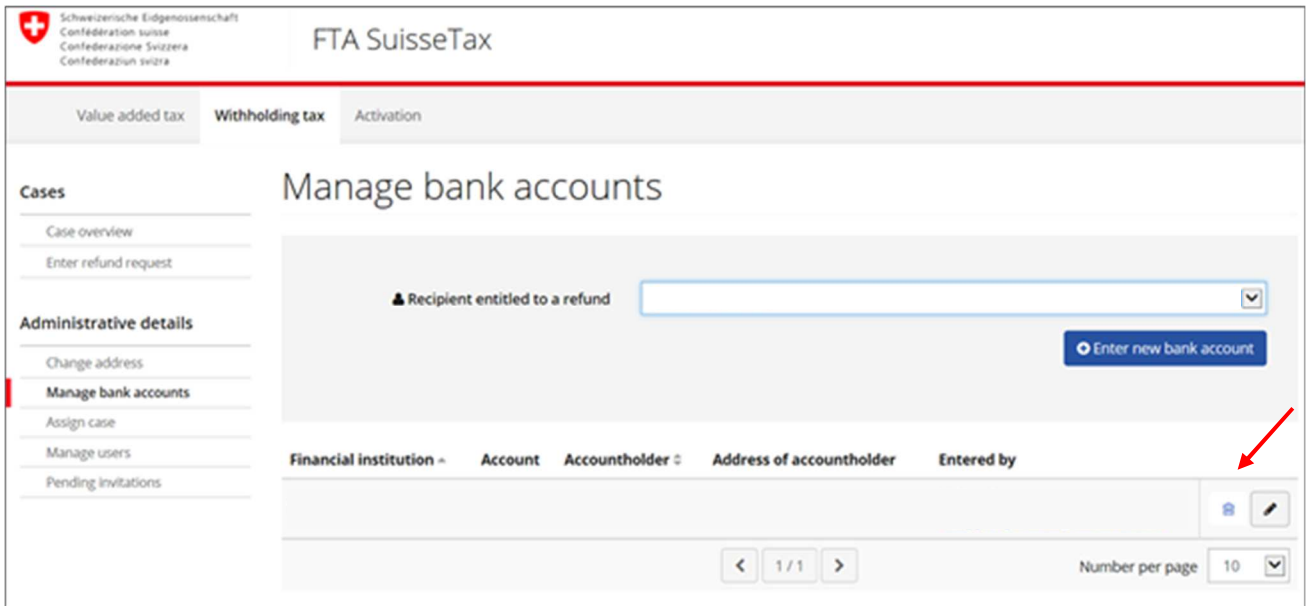 Schweizerische Eidgenossenschaft
Confédération suisse
Confederazione Svizzera
Confederaziun svizra
FTA SuisseTax
Value added tax Withholding tax Activation
Cases
Case overview
Enter refund request
Administrative details
Change address
Manage bank accounts
Assign case
Manage users
Pending invitations
Manage bank accounts
Recipient entitled to a refund
Enter new bank account
Financial institution Account Accountholder Address of accountholder Entered by
1 / 1 Number per page 10